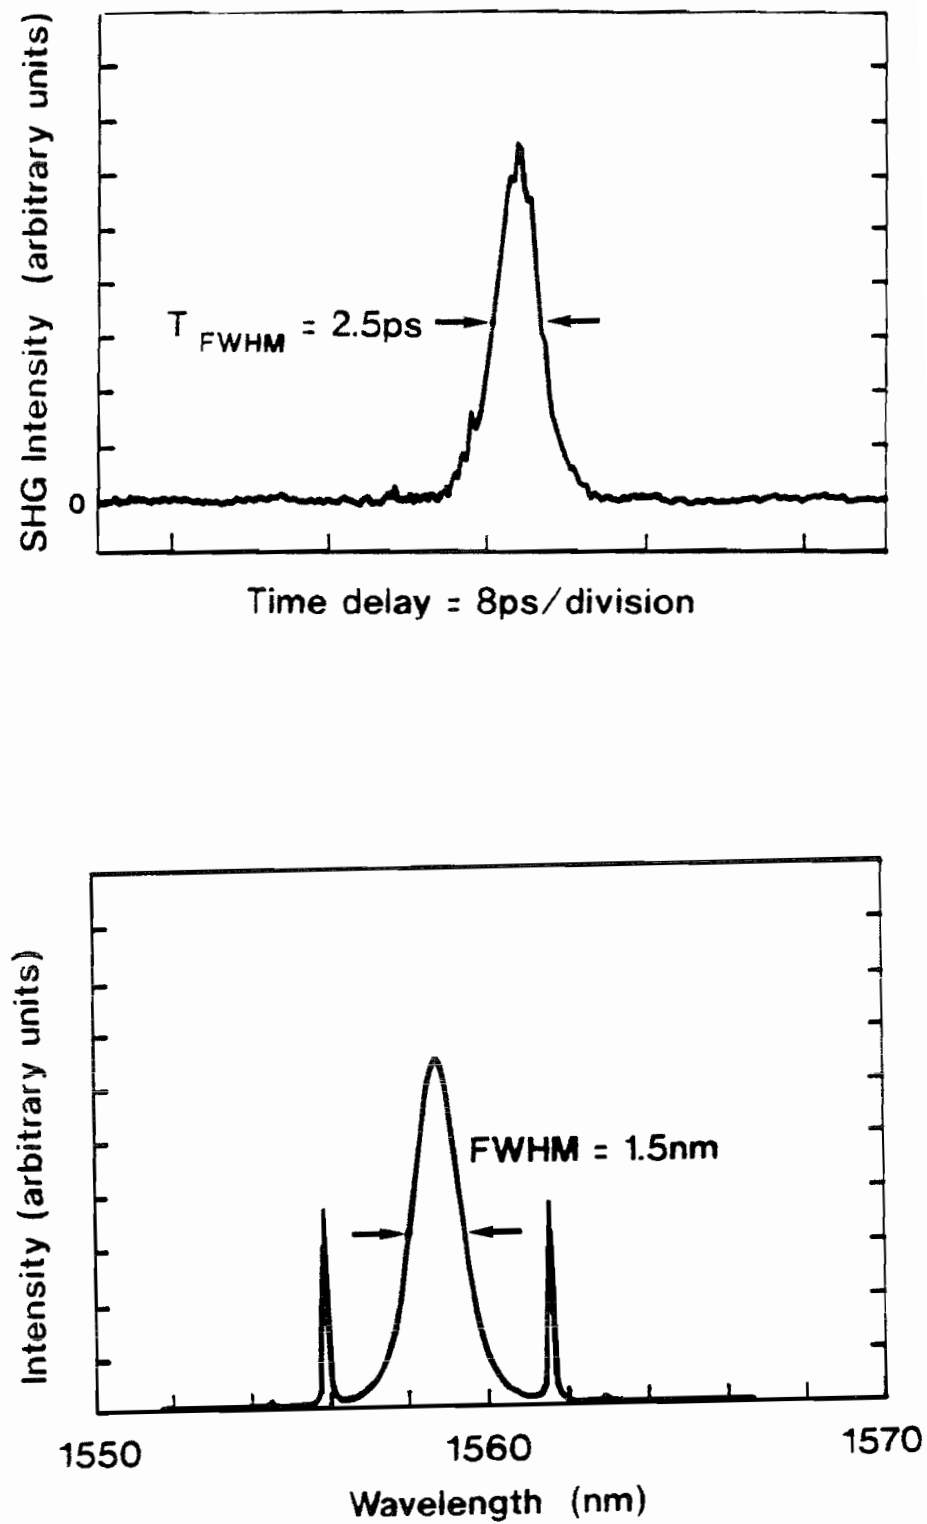 SHG Intensity (arbitrary units)
T FWHM = 2.5ps
0
Time delay = 8ps/division
Intensity (arbitrary units)
FWHM = 1.5nm
1550 1560 1570
Wavelength (nm)